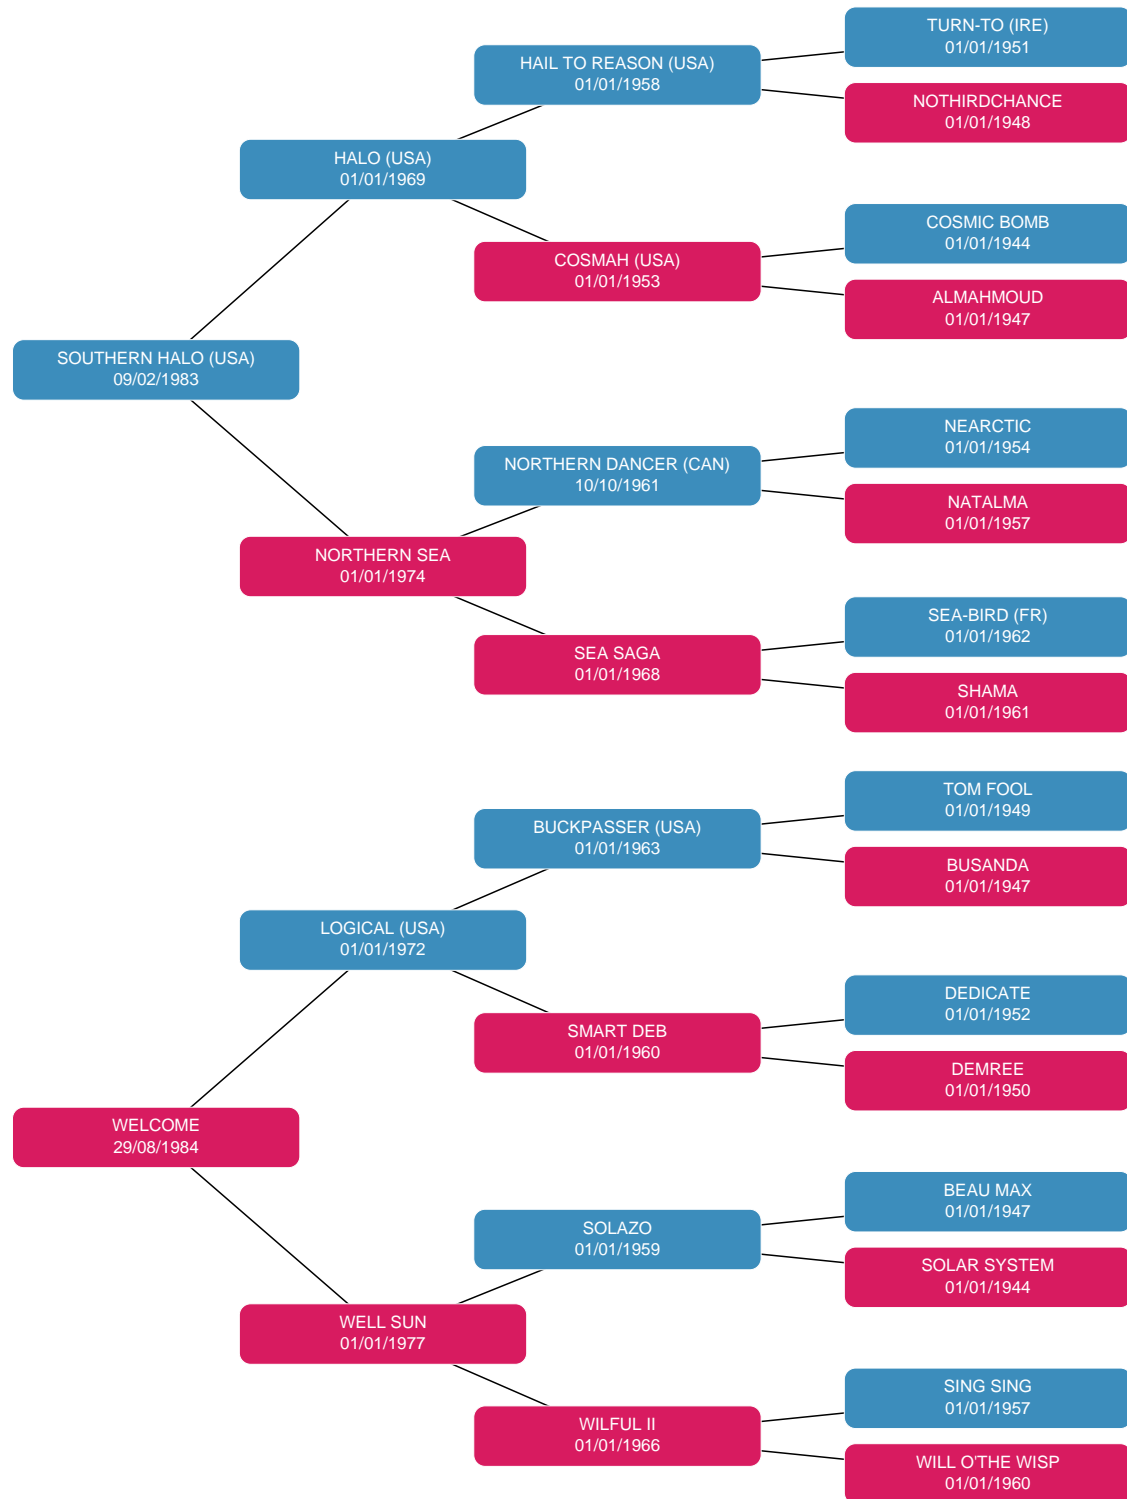 TURN-TO (IRE)
01/01/1951
HAIL TO REASON (USA)
01/01/1958
NOTHIRDCHANCE
01/01/1948
HALO (USA)
01/01/1969
COSMIC BOMB
01/01/1944
COSMAH (USA)
01/01/1953
ALMAHMOUD
01/01/1947
SOUTHERN HALO (USA)
09/02/1983
NEARCTIC
01/01/1954
NORTHERN DANCER (CAN)
10/10/1961
NATALMA
01/01/1957
NORTHERN SEA
01/01/1974
SEA-BIRD (FR)
01/01/1962
SEA SAGA
01/01/1968
SHAMA
01/01/1961
TOM FOOL
01/01/1949
BUCKPASSER (USA)
01/01/1963
BUSANDA
01/01/1947
LOGICAL (USA)
01/01/1972
DEDICATE
01/01/1952
SMART DEB
01/01/1960
DEMREE
01/01/1950
WELCOME
29/08/1984
BEAU MAX
01/01/1947
SOLAZO
01/01/1959
SOLAR SYSTEM
01/01/1944
WELL SUN
01/01/1977
SING SING
01/01/1957
WILFUL II
01/01/1966
WILL O'THE WISP
01/01/1960